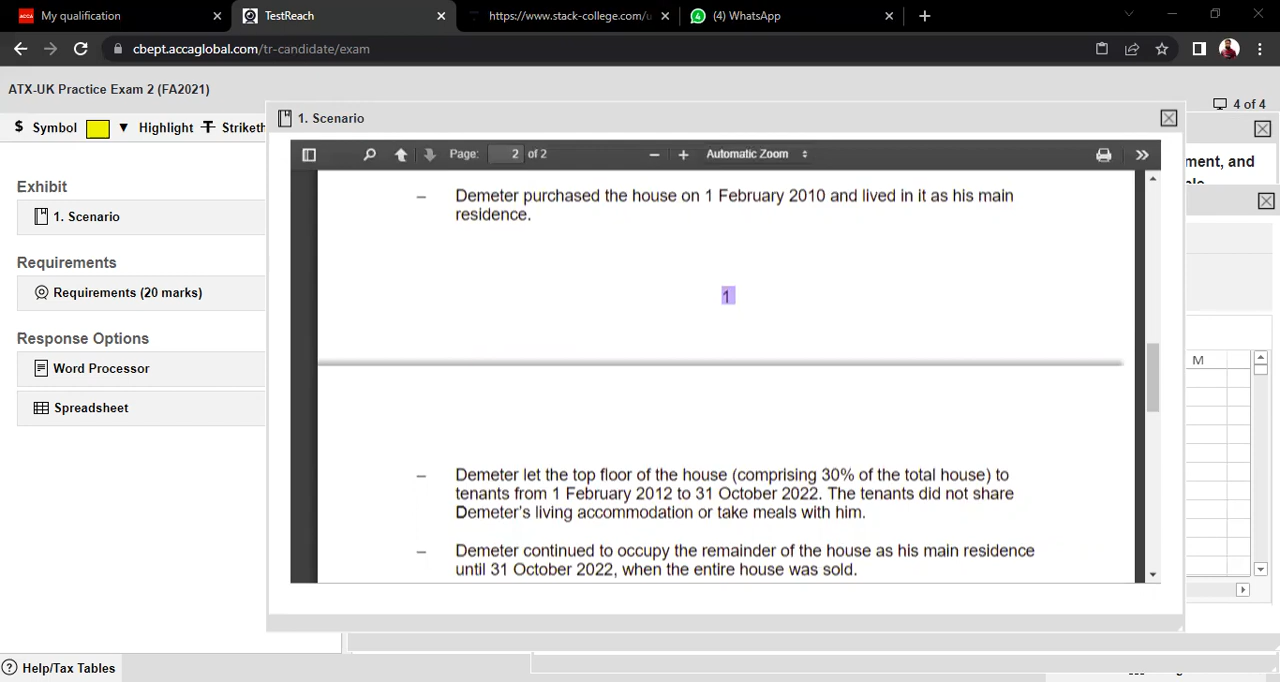 My qualification
TestReach
https://www.stack-college.com/u
(4) WhatsApp
cbept.accaglobal.com/tr-candidate/exam
ATX-UK Practice Exam 2 (FA2021)
4 of 4
$ Symbol
Highlight
Striketh
1. Scenario
Page: 2 of 2
Automatic Zoom
ment, and
Exhibit
1. Scenario
Requirements
Requirements (20 marks)
Response Options
Word Processor
Spreadsheet
– Demeter purchased the house on 1 February 2010 and lived in it as his main
residence.
1
– Demeter let the top floor of the house (comprising 30% of the total house) to
tenants from 1 February 2012 to 31 October 2022. The tenants did not share
Demeter's living accommodation or take meals with him.
– Demeter continued to occupy the remainder of the house as his main residence
until 31 October 2022, when the entire house was sold.
M
Help/Tax Tables